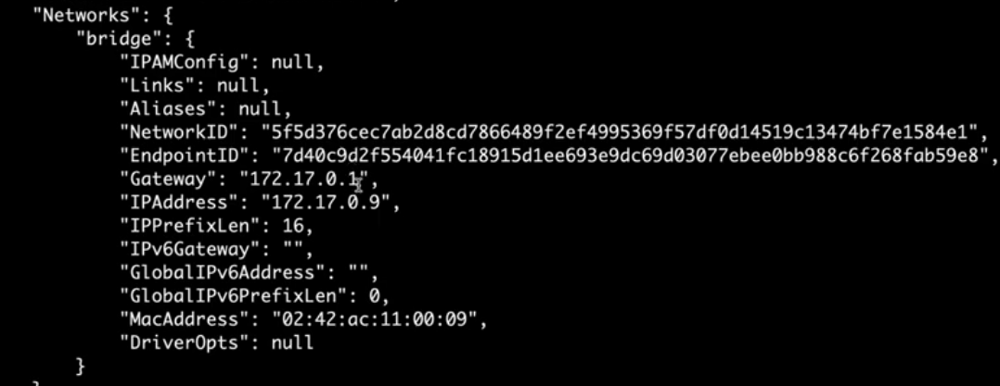 "Networks": {
"bridge": {
"IPAMConfig": null,
"Links": null,
"Aliases": null,
"NetworkID": "5f5d376cec7ab2d8cd7866489f2ef4995369f57df0d14519c13474bf7e1584e1",
"EndpointID": "7d40c9d2f554041fc18915d1ee693e9dc69d03077ebee0bb988c6f268fab59e8",
"Gateway": "172.17.0.1",
"IPAddress": "172.17.0.9",
"IPPrefixLen": 16,
"IPv6Gateway": "",
"GlobalIPv6Address": "",
"GlobalIPv6PrefixLen": 0,
"MacAddress": "02:42:ac:11:00:09",
"DriverOpts": null
}